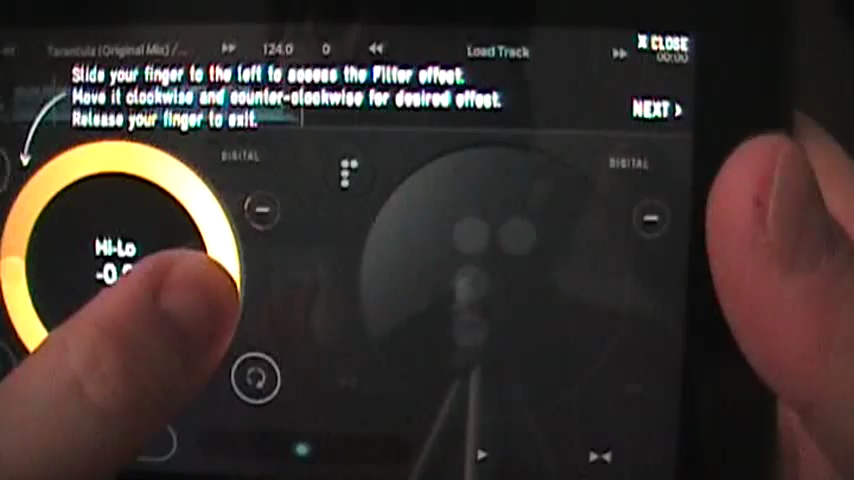 Tarantula (Original Mix) /... 124.0 0 Load Track
X CLOSE
00:00
Slide your finger to the left to access the Filter effect.
Move it clockwise and counter-clockwise for desired effect.
Release your finger to exit.
NEXT >
DIGITAL
DIGITAL
Hi-Lo